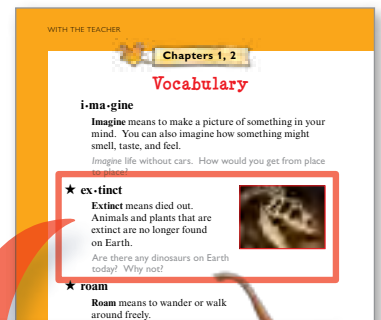 WITH THE TEACHER
Chapters 1, 2
Vocabulary
i•ma•gine
Imagine means to make a picture of something in your
mind. You can also imagine how something might
smell, taste, and feel.
Imagine life without cars. How would you get from place
to place?
★ ex•tinct
Extinct means died out.
Animals and plants that are
extinct are no longer found
on Earth.
Are there any dinosaurs on Earth
today? Why not?
★ roam
Roam means to wander or walk
around freely.